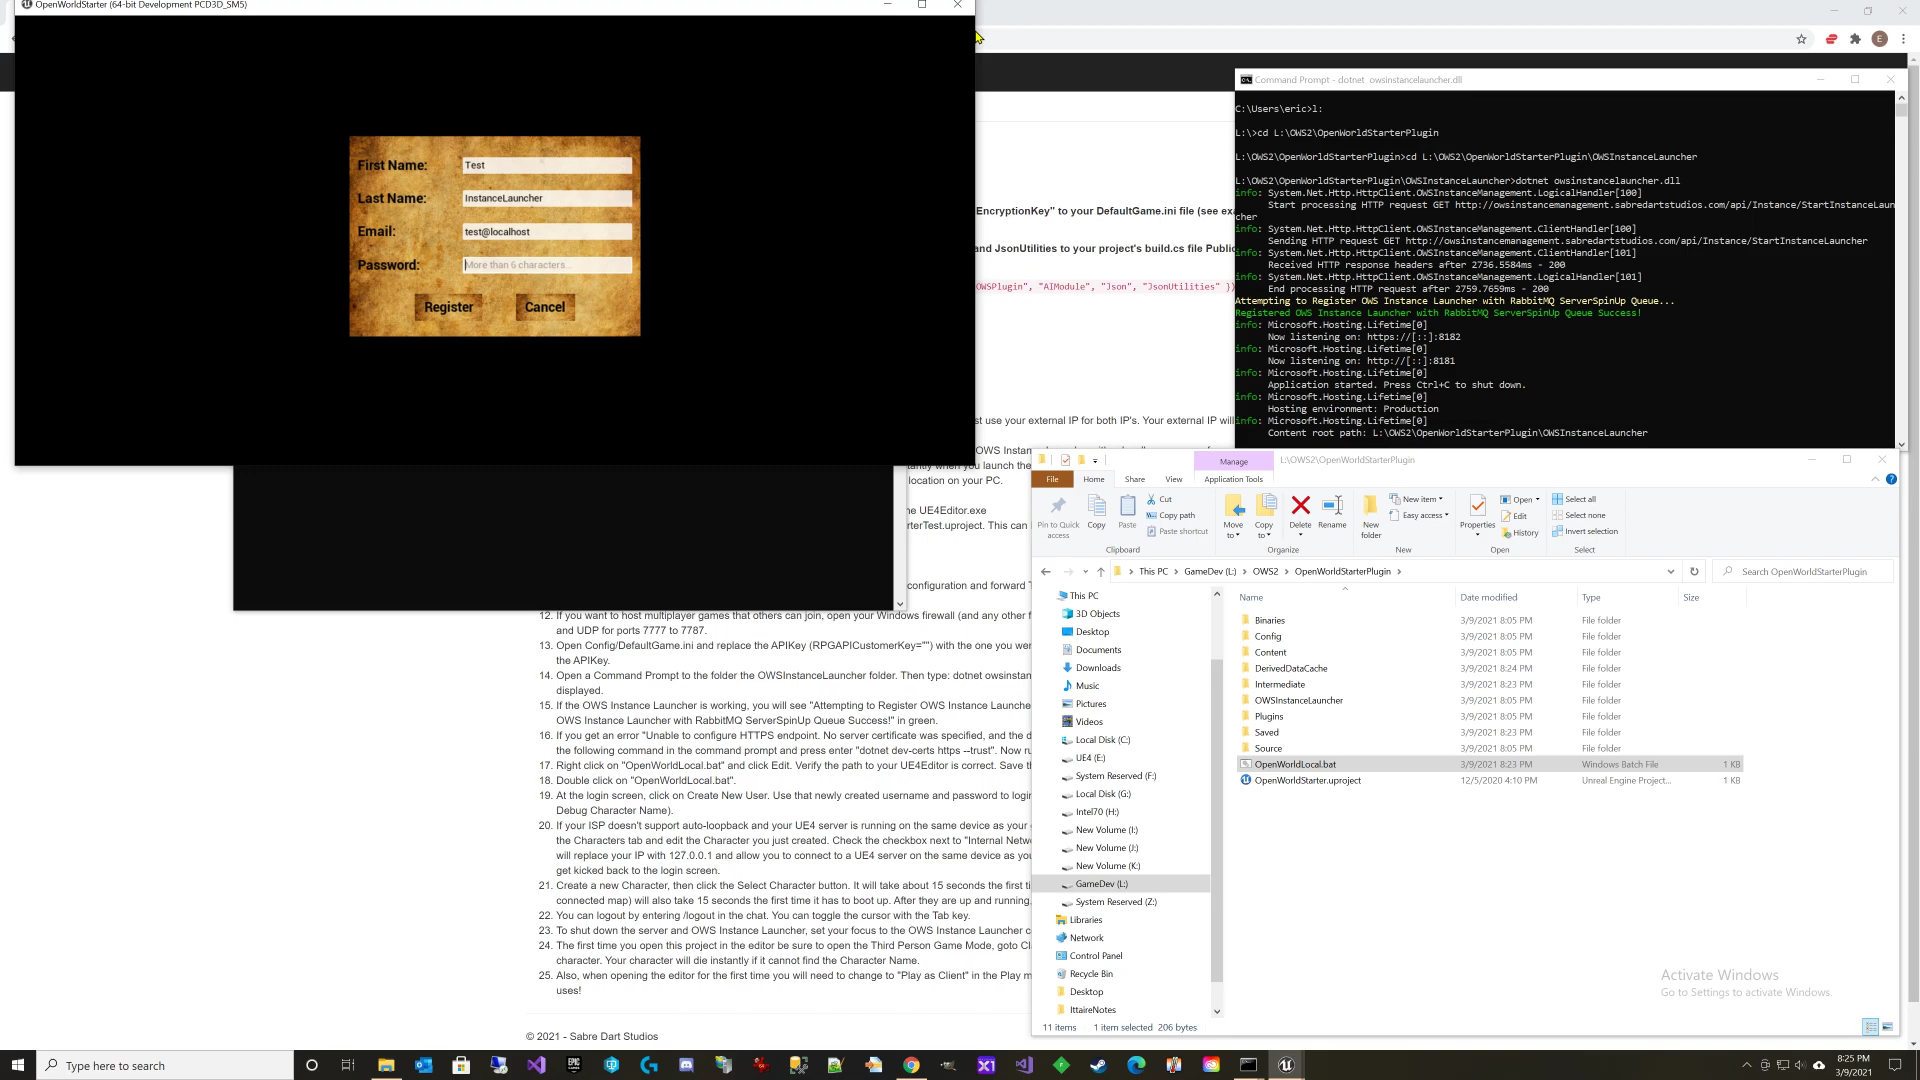 OpenWorldStarter (64-bit Development PCD3D_SM5)
First Name: Test
Last Name: InstanceLauncher
Email: test@localhost
Password: More than 6 characters...
Register Cancel
E
Command Prompt - dotnet owsinstancelauncher.dll
C:\Users\eric>l:
L:\>cd L:\OWS2\OpenWorldStarterPlugin
L:\OWS2\OpenWorldStarterPlugin>cd L:\OWS2\OpenWorldStarterPlugin\OWSInstanceLauncher
L:\OWS2\OpenWorldStarterPlugin\OWSInstanceLauncher>dotnet owsinstancelauncher.dll
info: System.Net.Http.HttpClient.OWSInstanceManagement.LogicalHandler[100]
Start processing HTTP request GET http://owsinstancemanagement.sabredartstudios.com/api/Instance/StartInstanceLaun
cher
info: System.Net.Http.HttpClient.OWSInstanceManagement.ClientHandler[100]
Sending HTTP request GET http://owsinstancemanagement.sabredartstudios.com/api/Instance/StartInstanceLauncher
info: System.Net.Http.HttpClient.OWSInstanceManagement.ClientHandler[101]
Received HTTP response headers after 2736.5584ms - 200
info: System.Net.Http.HttpClient.OWSInstanceManagement.LogicalHandler[101]
End processing HTTP request after 2759.7659ms - 200
Attempting to Register OWS Instance Launcher with RabbitMQ ServerSpinUp Queue...
Registered OWS Instance Launcher with RabbitMQ ServerSpinUp Queue Success!
info: Microsoft.Hosting.Lifetime[0]
Now listening on: https://[::]:8182
info: Microsoft.Hosting.Lifetime[0]
Now listening on: http://[::]:8181
info: Microsoft.Hosting.Lifetime[0]
Application started. Press Ctrl+C to shut down.
info: Microsoft.Hosting.Lifetime[0]
Hosting environment: Production
info: Microsoft.Hosting.Lifetime[0]
Content root path: L:\OWS2\OpenWorldStarterPlugin\OWSInstanceLauncher
EncryptionKey" to your DefaultGame.ini file (see
and JsonUtilities to your project's build.cs file
OWSPlugin", "AIModule", "Json", "JsonUtilities" })
use your external IP for both IP's. Your external IP will
OWS
when you launch the
location on your PC.
UE4Editor.exe
This can
configuration and forward
12. If you want to host multiplayer games that others can join, open your Windows firewall (and any other
and UDP for ports 7777 to 7787.
13. Open Config/DefaultGame.ini and replace the APIKey (RPGAPICustomerKey="") with the one you
the APIKey.
14. Open a Command Prompt to the folder the OWSInstanceLauncher folder. Then type: dotnet
displayed.
15. If the OWS Instance Launcher is working, you will see "Attempting to Register OWS Instance
OWS Instance Launcher with RabbitMQ ServerSpinUp Queue Success!" in green.
16. If you get an error "Unable to configure HTTPS endpoint. No server certificate was specified, and the
the following command in the command prompt and press enter "dotnet dev-certs https --trust". Now
17. Right click on "OpenWorldLocal.bat" and click Edit. Verify the path to your UE4Editor is correct. Save
18. Double click on "OpenWorldLocal.bat".
19. At the login screen, click on Create New User. Use that newly created username and password to
Debug Character Name).
20. If your ISP doesn't support auto-loopback and your UE4 server is running on the same device as your
the Characters tab and edit the Character you just created. Check the checkbox next to "Internal
will replace your IP with 127.0.0.1 and allow you to connect to a UE4 server on the same device as
get kicked back to the login screen.
21. Create a new Character, then click the Select Character button. It will take about 15 seconds the first
connected map) will also take 15 seconds the first time it has to boot up. After they are up and running,
22. You can logout by entering /logout in the chat. You can toggle the cursor with the Tab key.
23. To shut down the server and OWS Instance Launcher, set your focus to the OWS Instance Launcher
24. The first time you open this project in the editor be sure to open the Third Person Game Mode, goto
character. Your character will die instantly if it cannot find the Character Name.
25. Also, when opening the editor for the first time you will need to change to "Play as Client" in the Play
uses!
© 2021 - Sabre Dart Studios
Manage L:\OWS2\OpenWorldStarterPlugin
File Home Share View Application Tools
Pin to Quick access
Copy
Paste
Cut
Copy path
Paste shortcut
Clipboard
Move to
Copy to
Delete
Rename
Organize
New folder
New item
Easy access
New
Properties
Open
Edit
History
Open
Select all
Select none
Invert selection
Select
This PC > GameDev (L:) > OWS2 > OpenWorldStarterPlugin >
Search OpenWorldStarterPlugin
This PC
3D Objects
Desktop
Documents
Downloads
Music
Pictures
Videos
Local Disk (C:)
UE4 (E:)
System Reserved (F:)
Local Disk (G:)
Intel70 (H:)
New Volume (I:)
New Volume (J:)
New Volume (K:)
GameDev (L:)
System Reserved (Z:)
Libraries
Network
Control Panel
Recycle Bin
Desktop
IttaireNotes
Name Date modified Type Size
Binaries 3/9/2021 8:05 PM File folder
Config 3/9/2021 8:05 PM File folder
Content 3/9/2021 8:05 PM File folder
DerivedDataCache 3/9/2021 8:24 PM File folder
Intermediate 3/9/2021 8:23 PM File folder
OWSInstanceLauncher 3/9/2021 8:05 PM File folder
Plugins 3/9/2021 8:05 PM File folder
Saved 3/9/2021 8:23 PM File folder
Source 3/9/2021 8:05 PM File folder
OpenWorldLocal.bat 3/9/2021 8:23 PM Windows Batch File 1 KB
OpenWorldStarter.uproject 12/5/2020 4:10 PM Unreal Engine Project... 1 KB
Activate Windows
Go to Settings to activate Windows.
11 items 1 item selected 206 bytes
Type here to search
8:25 PM
3/9/2021